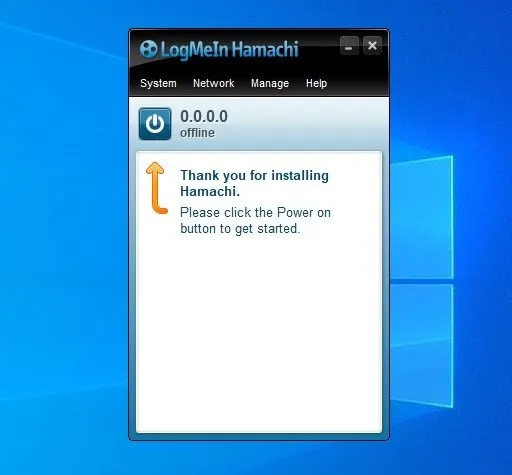 LogMeIn Hamachi
System Network Manage Help
0.0.0.0
offline
Thank you for installing
Hamachi.
Please click the Power on
button to get started.